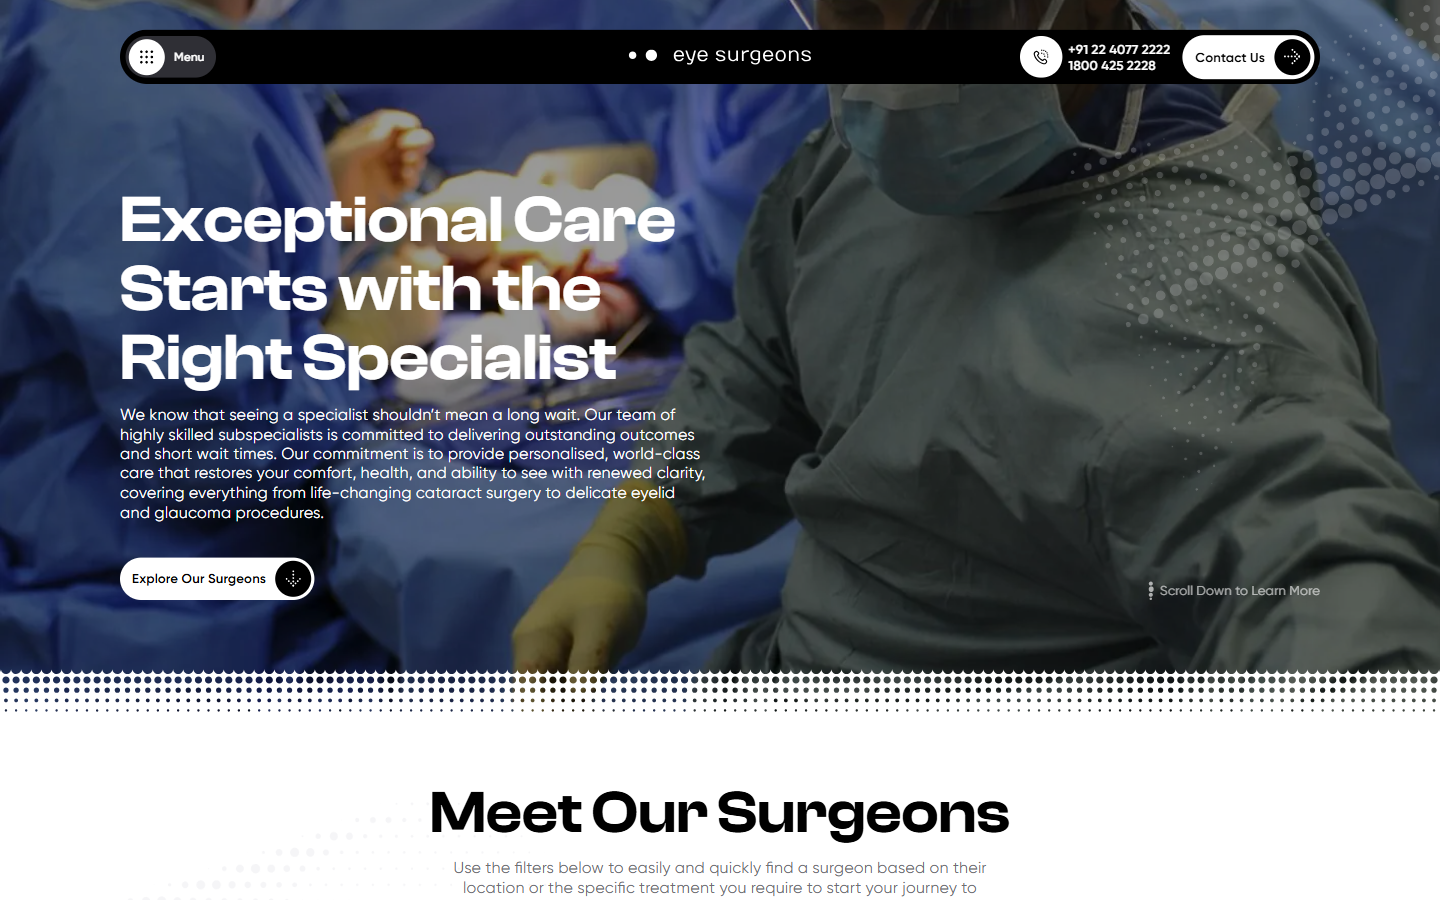 Menu
eye surgeons
+91 22 4077 2222
1800 425 2228
Contact Us
Exceptional Care
Starts with the
Right Specialist
We know that seeing a specialist shouldn’t mean a long wait. Our team of
highly skilled subspecialists is committed to delivering outstanding outcomes
and short wait times. Our commitment is to provide personalised, world-class
care that restores your comfort, health, and ability to see with renewed clarity,
covering everything from life-changing cataract surgery to delicate eyelid
and glaucoma procedures.
Explore Our Surgeons
Scroll Down to Learn More
Meet Our Surgeons
Use the filters below to easily and quickly find a surgeon based on their
location or the specific treatment you require to start your journey to